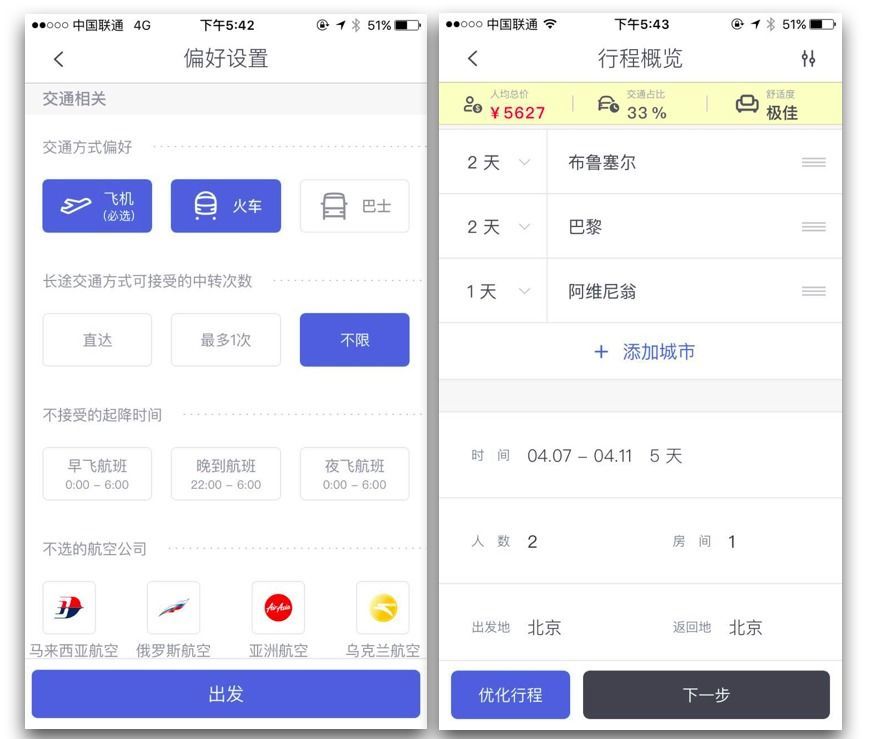 中国联通 4G 下午5:42 51%
偏好设置
交通相关
交通方式偏好
飞机
(必选)
火车
巴士
长途交通方式可接受的中转次数
直达
最多1次
不限
不接受的起降时间
早飞航班
0:00 – 6:00
晚到航班
22:00 – 6:00
夜飞航班
0:00 – 6:00
不选的航空公司
AirAsia
马来西亚航空
俄罗斯航空
亚洲航空
乌克兰航空
出发
中国联通 下午5:43 51%
行程概览
人均总价
¥5627
交通占比
33 %
舒适度
极佳
2 天 布鲁塞尔
2 天 巴黎
1 天 阿维尼翁
+ 添加城市
时 间 04.07 – 04.11 5 天
人 数 2 房 间 1
出发地 北京 返回地 北京
优化行程
下一步